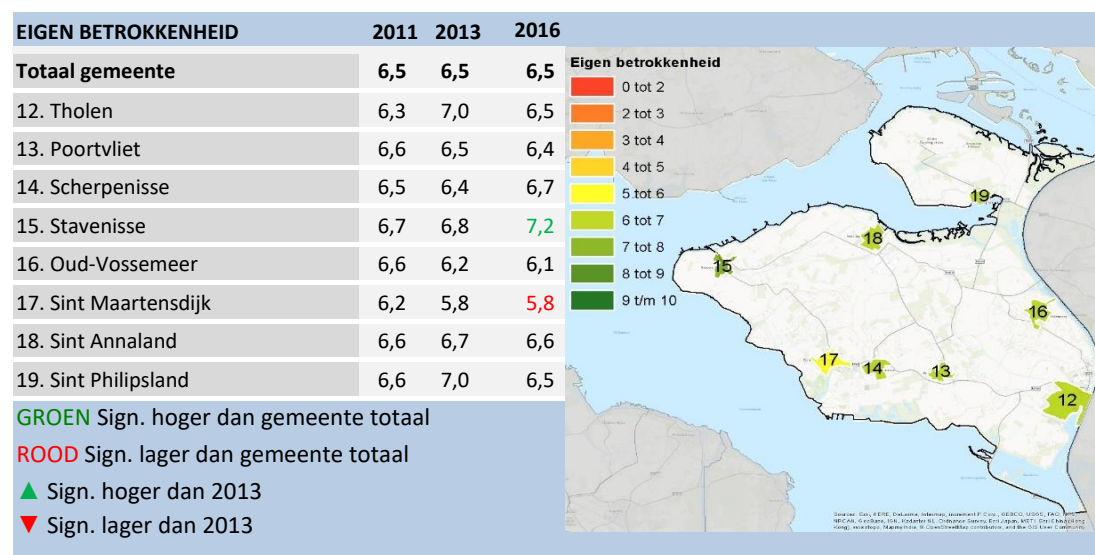 EIGEN BETROKKENHEID 2011 2013 2016
Totaal gemeente 6,5 6,5 6,5
12. Tholen 6,3 7,0 6,5
13. Poortvliet 6,6 6,5 6,4
14. Scherpenisse 6,5 6,4 6,7
15. Stavenisse 6,7 6,8 7,2
16. Oud-Vossemeer 6,6 6,2 6,1
17. Sint Maartensdijk 6,2 5,8 5,8
18. Sint Annaland 6,6 6,7 6,6
19. Sint Philipsland 6,6 7,0 6,5
GROEN Sign. hoger dan gemeente totaal
ROOD Sign. lager dan gemeente totaal
▲ Sign. hoger dan 2013
▼ Sign. lager dan 2013
Eigen betrokkenheid
0 tot 2
2 tot 3
3 tot 4
4 tot 5
5 tot 6
6 tot 7
7 tot 8
8 tot 9
9 t/m 10
19
18
15
16
17
14
13
12